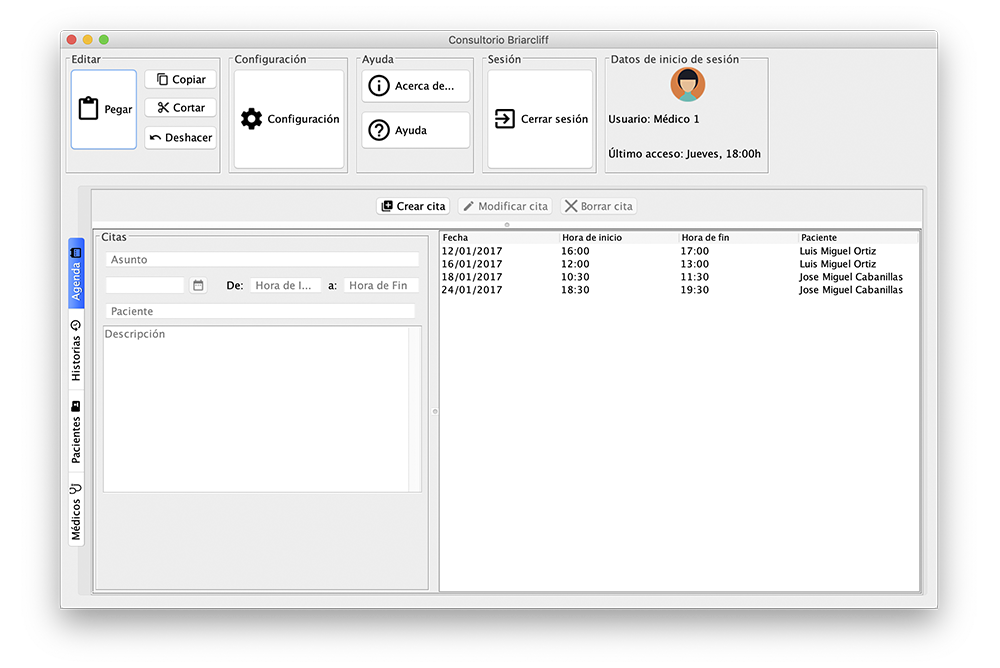 Consultorio Briarcliff
Editar
Pegar
Copiar
Cortar
Deshacer
Configuración
Configuración
Ayuda
Acerca de...
Ayuda
Sesión
Cerrar sesión
Datos de inicio de sesión
Usuario: Médico 1
Último acceso: Jueves, 18:00h
Crear cita Modificar cita Borrar cita
Agenda
Historias
Pacientes
Médicos
Citas
Asunto
De: Hora de I... a: Hora de Fin
Paciente
Descripción
Fecha Hora de inicio Hora de fin Paciente
12/01/2017 16:00 17:00 Luis Miguel Ortiz
16/01/2017 12:00 13:00 Luis Miguel Ortiz
18/01/2017 10:30 11:30 Jose Miguel Cabanillas
24/01/2017 18:30 19:30 Jose Miguel Cabanillas